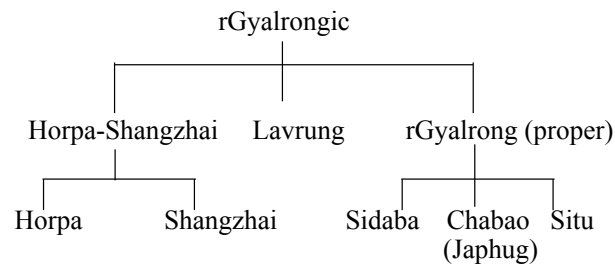 rGyalrongic
Horpa-Shangzhai Lavrung rGyalrong (proper)
Horpa Shangzhai Sidaba Chabao Situ
(Japhug)